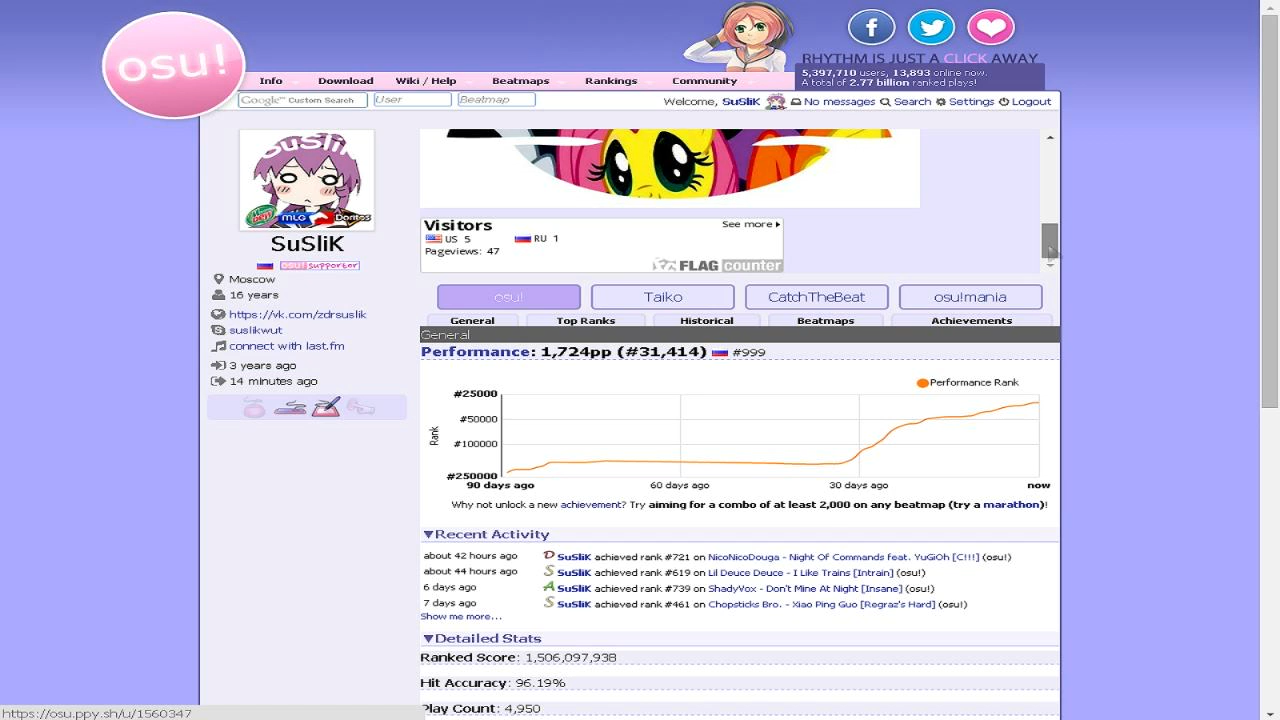 osu!
RHYTHM IS JUST A CLICK AWAY
5,397,710 users, 13,893 online now.
A total of 2.77 billion ranked plays!
Info Download Wiki / Help Beatmaps Rankings Community
Google™ Custom Search User Beatmap
Welcome, SuSliK No messages Search Settings Logout
SuSliK
MLG Doritos
SuSliK
osu!supporter
Moscow
16 years
https://vk.com/zdrsuslik
suslikwut
connect with last.fm
3 years ago
14 minutes ago
Visitors See more
US 5 RU 1
Pageviews: 47
FLAG counter
osu! Taiko CatchTheBeat osu!mania
General Top Ranks Historical Beatmaps Achievements
General
Performance: 1,724pp (#31,414) #999
Performance Rank
#25000
#50000
#100000
#250000
Rank
90 days ago 60 days ago 30 days ago now
Why not unlock a new achievement? Try aiming for a combo of at least 2,000 on any beatmap (try a marathon)!
▼Recent Activity
about 42 hours ago D SuSliK achieved rank #721 on NicoNicoDouga - Night Of Commands feat. YuGiOh [C!!!] (osu!)
about 44 hours ago S SuSliK achieved rank #619 on Lil Deuce Deuce - I Like Trains [Intrain] (osu!)
6 days ago A SuSliK achieved rank #739 on ShadyVox - Don't Mine At Night [Insane] (osu!)
7 days ago S SuSliK achieved rank #461 on Chopsticks Bro. - Xiao Ping Guo [Regraz's Hard] (osu!)
Show me more...
▼Detailed Stats
Ranked Score: 1,506,097,938
Hit Accuracy: 96.19%
Play Count: 4,950
https://osu.ppy.sh/u/1560347